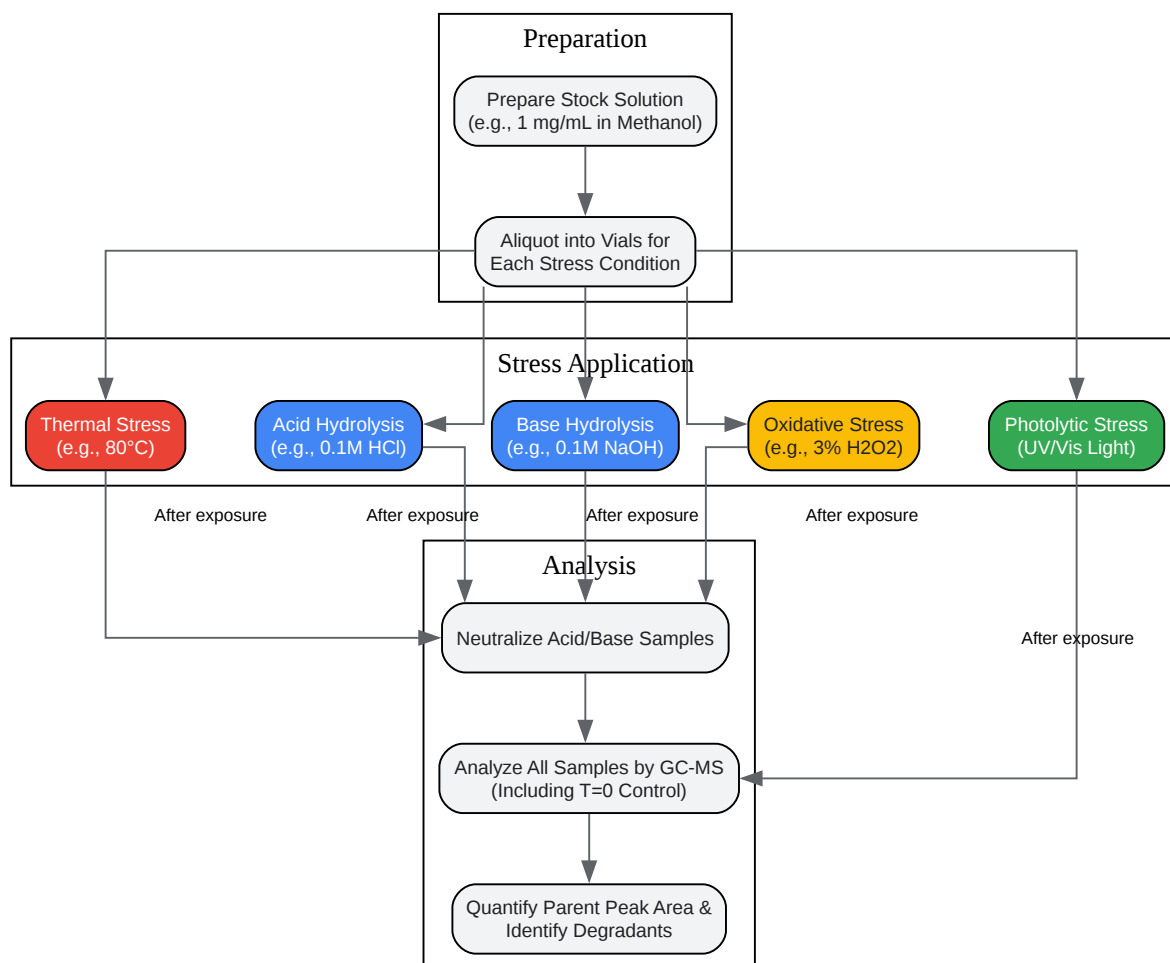 Preparation
Prepare Stock Solution
(e.g., 1 mg/mL in Methanol)
Aliquot into Vials for
Each Stress Condition
Stress Application
Thermal Stress
(e.g., 80°C)
Acid Hydrolysis
(e.g., 0.1M HCl)
Base Hydrolysis
(e.g., 0.1M NaOH)
Oxidative Stress
(e.g., 3% H2O2)
Photolytic Stress
(UV/Vis Light)
After exposure
After exposure
After exposure
After exposure
Analysis
Neutralize Acid/Base Samples
After exposure
Analyze All Samples by GC-MS
(Including T=0 Control)
Quantify Parent Peak Area &
Identify Degradants